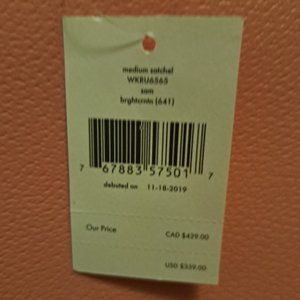 medium satchel
WKRU6565
sam
brghtcrntn (641)
7 67883 57501 7
debuted on 11-18-2019
Our Price CAD $429.00
USD $339.00